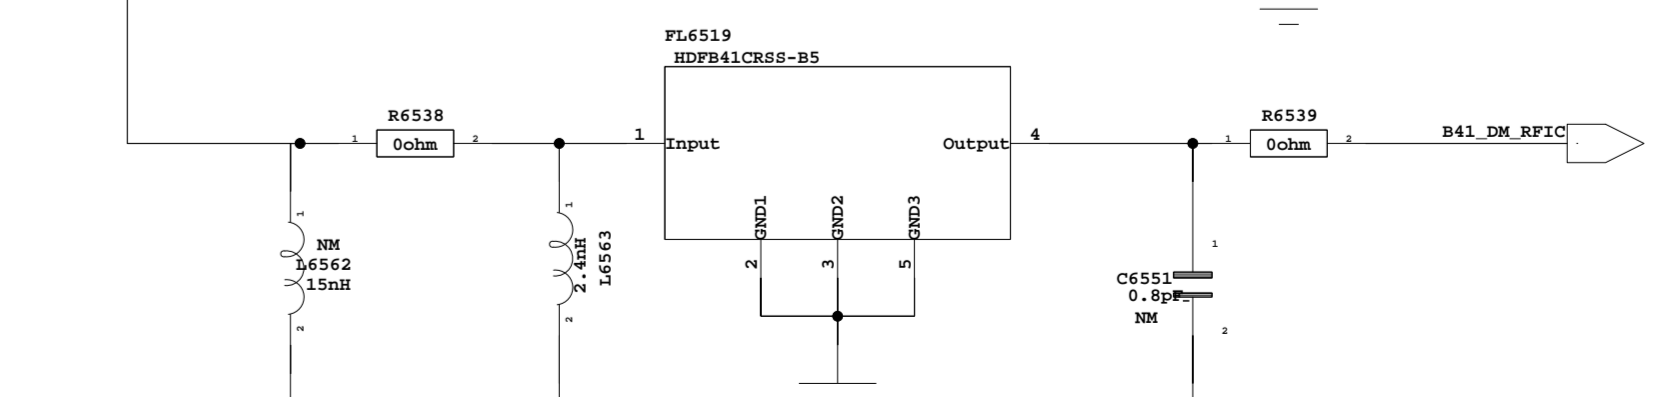 FL6519
HDFB41CRSS-B5
R6538
R6539
1
0ohm
2
1
Input
Output
4
1
0ohm
2
B41_DM_RFIC
GND1
GND2
GND3
2
3
5
1
NM
L6562
15nH
2
1
2.4nH
L6563
2
1
C6551
0.8pF
NM
2